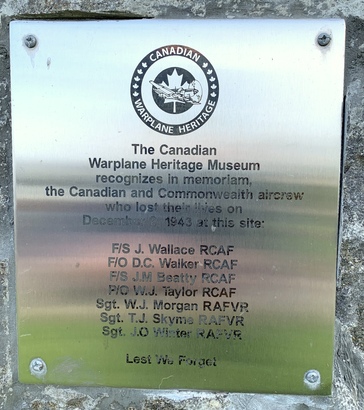 CANADIAN
WARPLANE HERITAGE
The Canadian
Warplane Heritage Museum
recognizes in memoriam,
the Canadian and Commonwealth aircrew
who lost their lives on
December 1943 at this site:
F/S J. Wallace RCAF
F/O D.C. Walker RCAF
F/S J.M Beatty RCAF
P/O W.J. Taylor RCAF
Sgt. W.J. Morgan RAFVR
Sgt. T.J. Skyrme RAFVR
Sgt. J.O Winter RAFVR
Lest We Forget